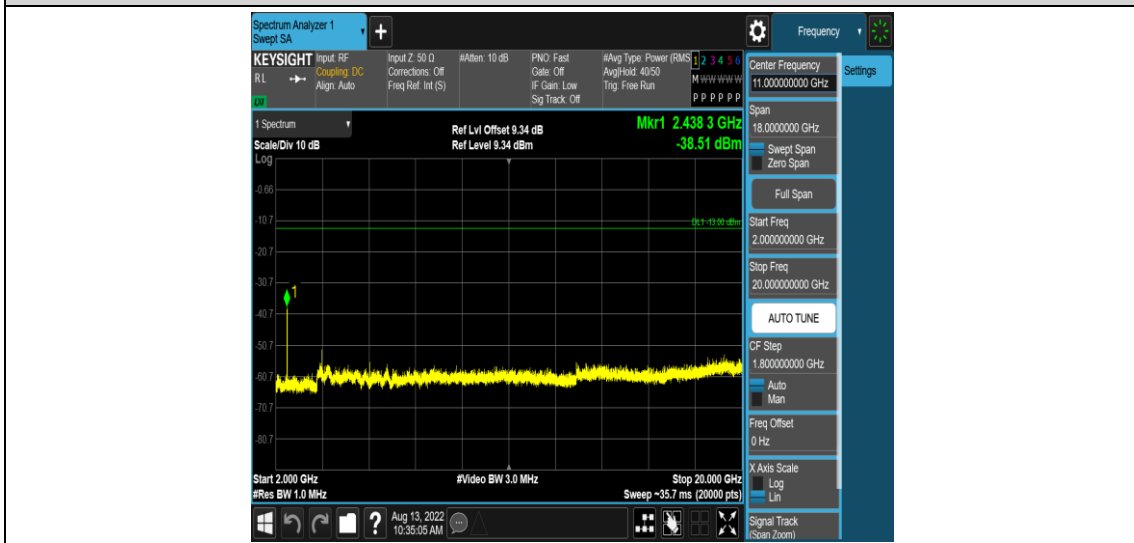 Spectrum Analyzer 1
Swept SA
+
Frequency
KEYSIGHT
RL
LXI
Input: RF
Coupling: DC
Align: Auto
Input Z: 50 Ω
Corrections: Off
Freq Ref: Int (S)
#Atten: 10 dB
PNO: Fast
Gate: Off
IF Gain: Low
Sig Track: Off
#Avg Type: Power (RMS
Avg|Hold: 40/50
Trig: Free Run
1 2 3 4 5 6
M W W W W W
P P P P P P
Center Frequency
11.000000000 GHz
Settings
1 Spectrum
Scale/Div 10 dB
Log
Ref Lvl Offset 9.34 dB
Ref Level 9.34 dBm
Mkr1 2.438 3 GHz
-38.51 dBm
Span
18.0000000 GHz
Swept Span
Zero Span
Full Span
Start Freq
2.000000000 GHz
Stop Freq
20.000000000 GHz
AUTO TUNE
CF Step
1.800000000 GHz
Auto
Man
Freq Offset
0 Hz
X Axis Scale
Log
Lin
Signal Track
(Span Zoom)
-0.66
-10.7
DL1 -13.00 dBm
-20.7
-30.7
1
-40.7
-50.7
-60.7
-70.7
-80.7
Start 2.000 GHz
#Res BW 1.0 MHz
#Video BW 3.0 MHz
Stop 20.000 GHz
Sweep ~35.7 ms (20000 pts)
?
Aug 13, 2022
10:35:05 AM